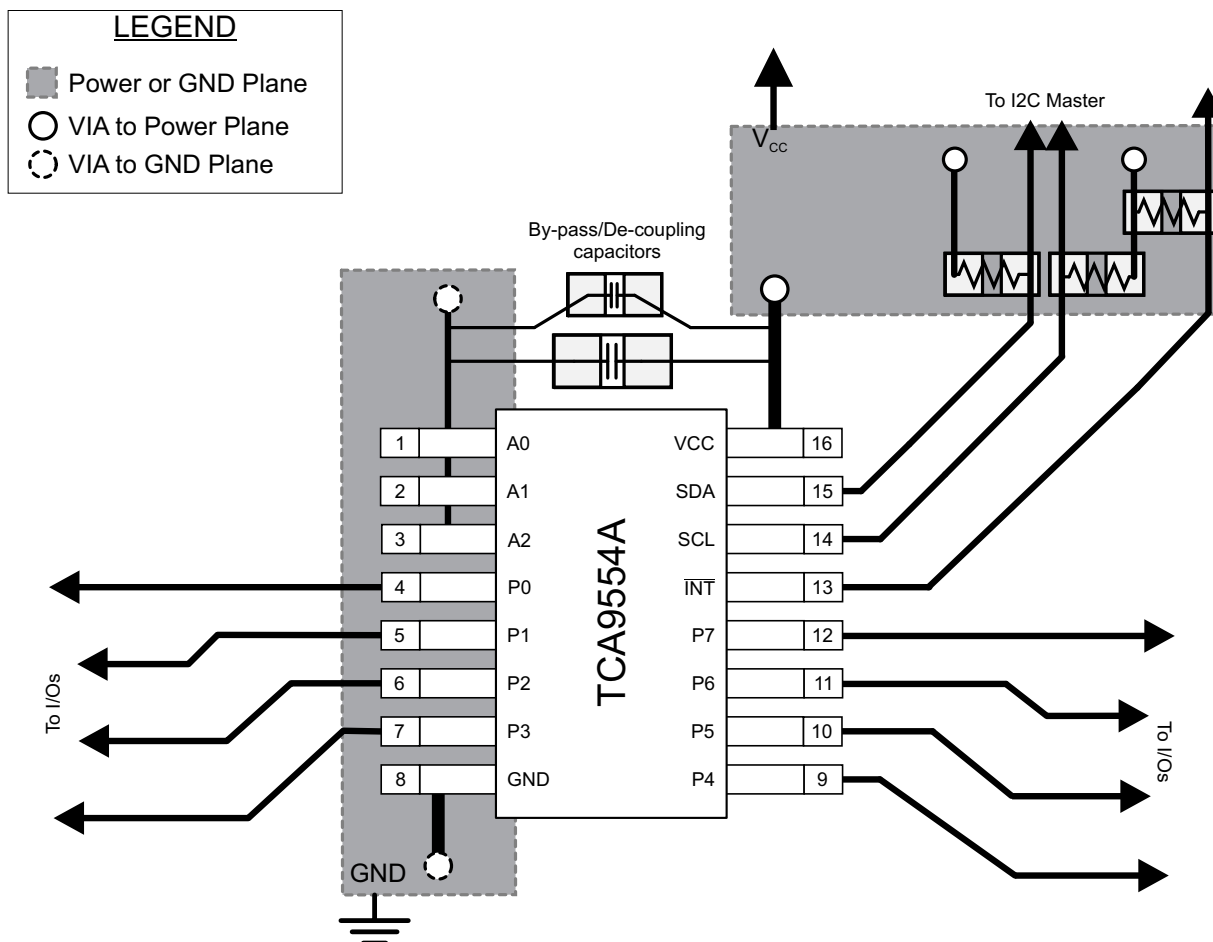 LEGEND
Power or GND Plane
VIA to Power Plane
VIA to GND Plane
To I2C Master
VCC
By-pass/De-coupling
capacitors
1 A0 VCC 16
2 A1 SDA 15
3 A2 SCL 14
4 P0 INT 13
5 P1 P7 12
6 P2 P6 11
7 P3 P5 10
8 GND P4 9
TCA9554A
To I/Os
To I/Os
GND